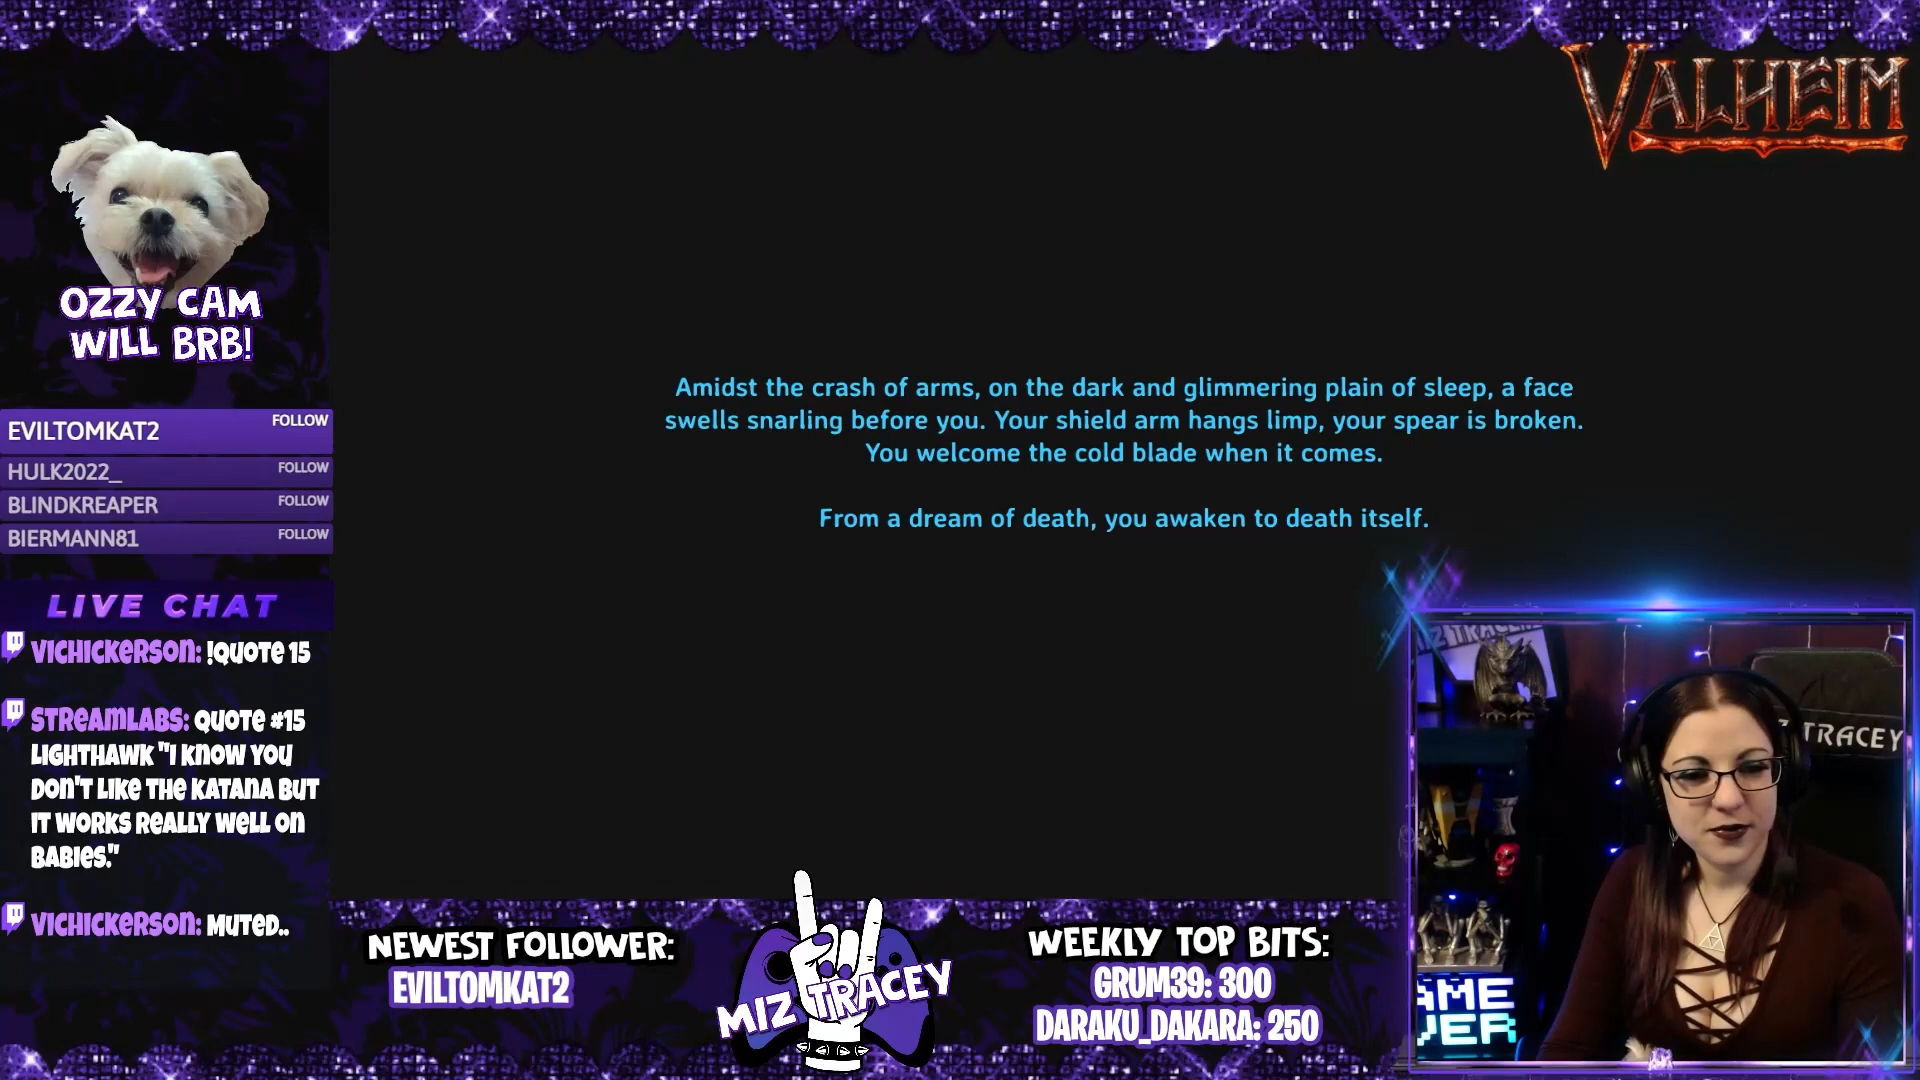 VALHEIM
OZZY CAM
WILL BRB!
EVILTOMKAT2 FOLLOW
HULK2022_ FOLLOW
BLINDKREAPER FOLLOW
BIERMANN81 FOLLOW
LIVE CHAT
VICHICKERSON: !QUOTE 15
STREAMLABS: QUOTE #15
LIGHTHAWK "I KNOW YOU
DON'T LIKE THE KATANA BUT
IT WORKS REALLY WELL ON
BABIES."
VICHICKERSON: MUTED..
Amidst the crash of arms, on the dark and glimmering plain of sleep, a face
swells snarling before you. Your shield arm hangs limp, your spear is broken.
You welcome the cold blade when it comes.
From a dream of death, you awaken to death itself.
NEWEST FOLLOWER:
EVILTOMKAT2
MIZ TRACEY
WEEKLY TOP BITS:
GRUM39: 300
DARAKU_DAKARA: 250
IZ TRACE
Z TRACEY
AME
VER